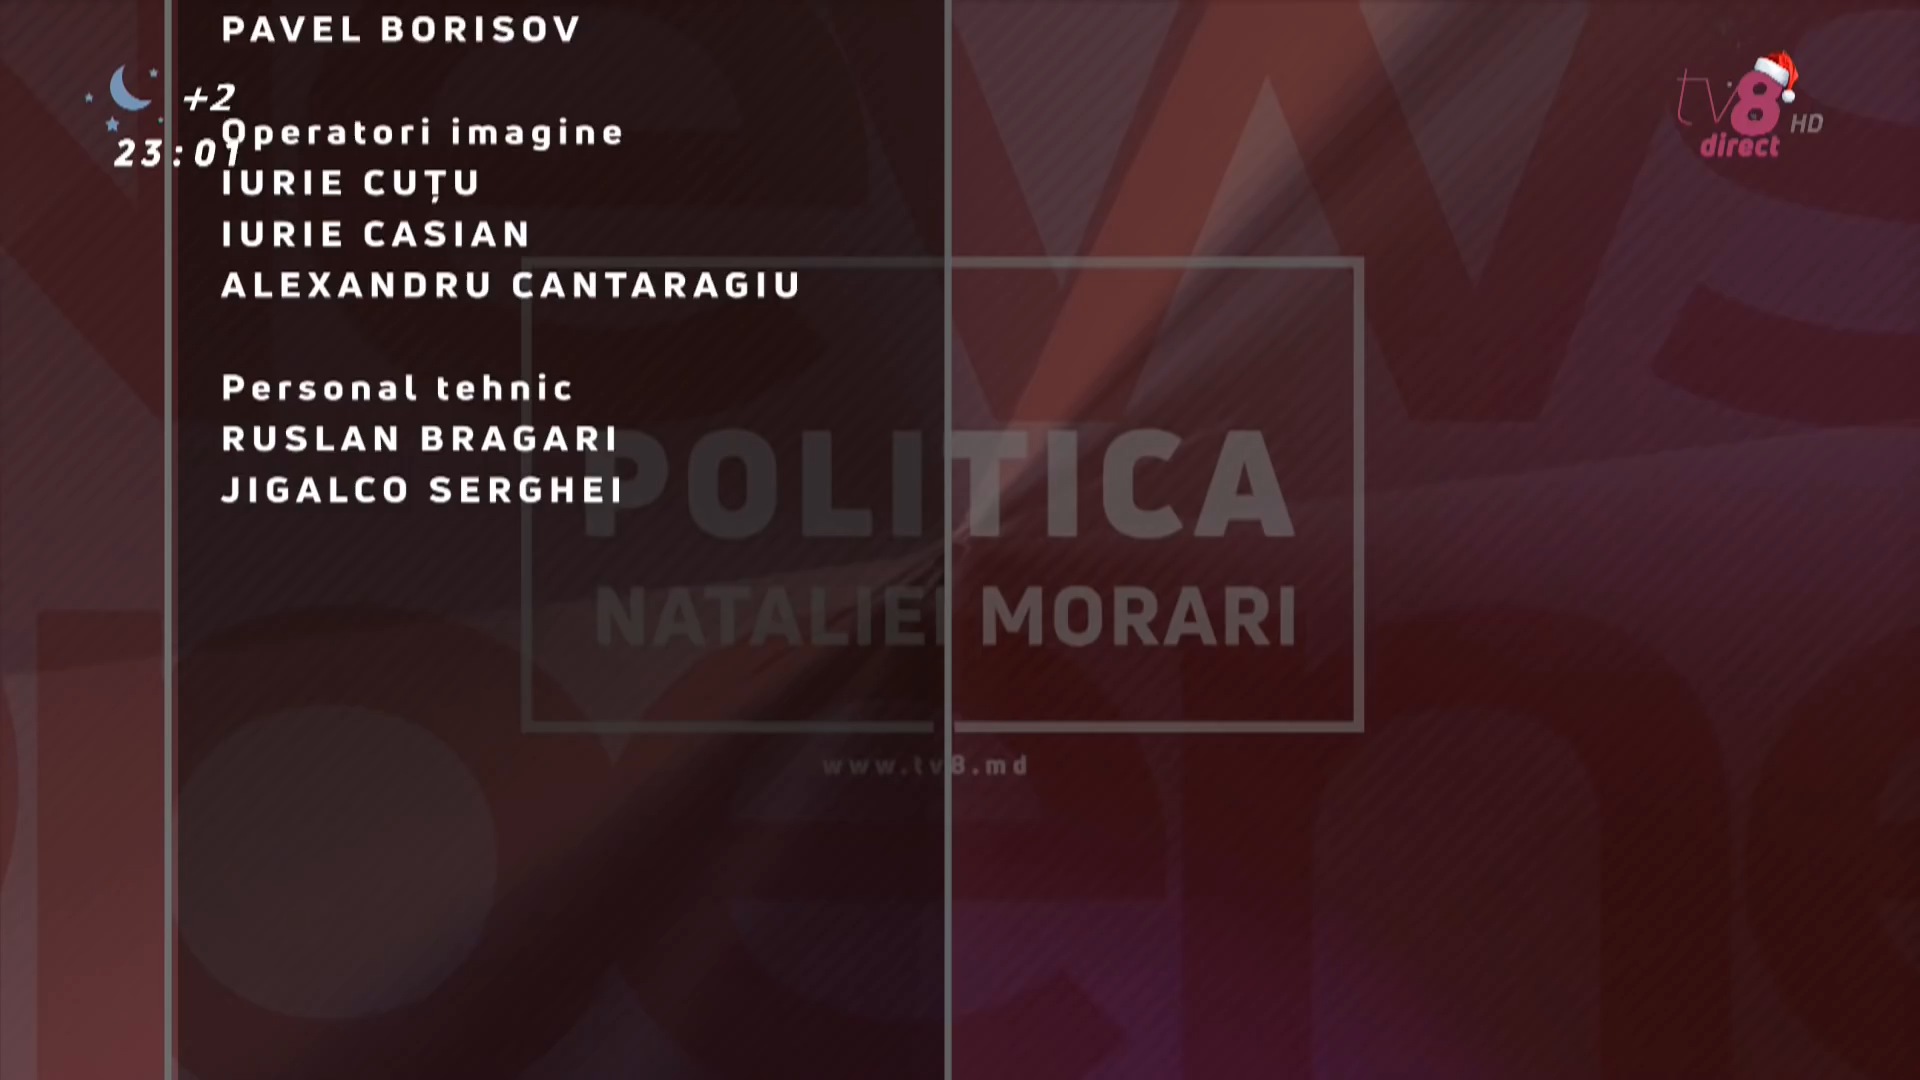 PAVEL BORISOV
+2
23:01
tv8 HD
direct
Operatori imagine
IURIE CUȚU
IURIE CASIAN
ALEXANDRU CANTARAGIU
Personal tehnic
RUSLAN BRAGARI
JIGALCO SERGHEI
POLITICA
NATALIEI MORARI
www.tv8.md